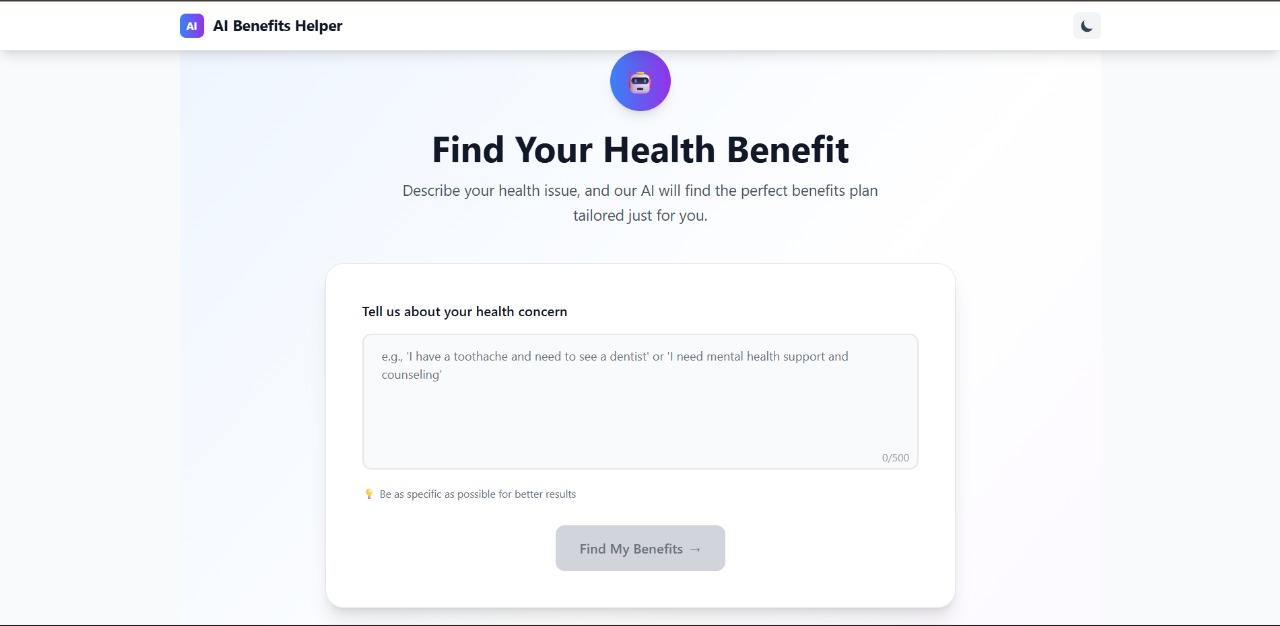 AI
AI Benefits Helper
Find Your Health Benefit
Describe your health issue, and our AI will find the perfect benefits plan
tailored just for you.
Tell us about your health concern
e.g., 'I have a toothache and need to see a dentist' or 'I need mental health support and
counseling'
0/500
💡 Be as specific as possible for better results
Find My Benefits →